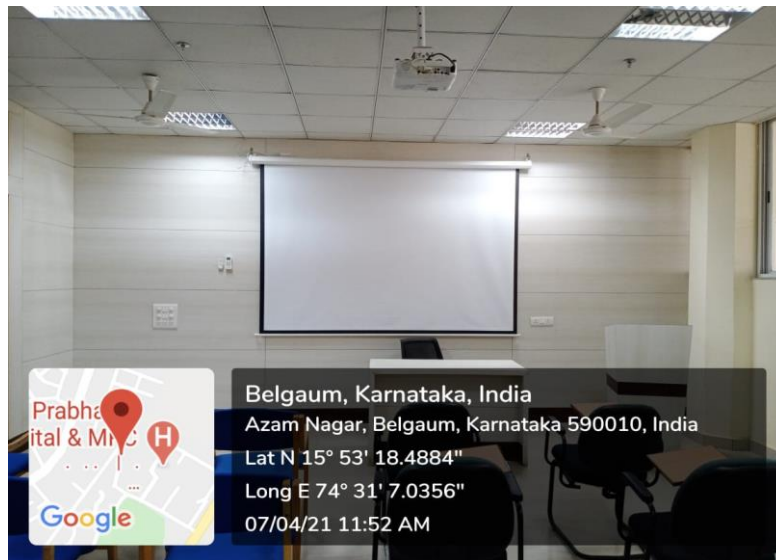 Prabha
ital & MRC
H
Google
Belgaum, Karnataka, India
Azam Nagar, Belgaum, Karnataka 590010, India
Lat N 15° 53' 18.4884"
Long E 74° 31' 7.0356"
07/04/21 11:52 AM